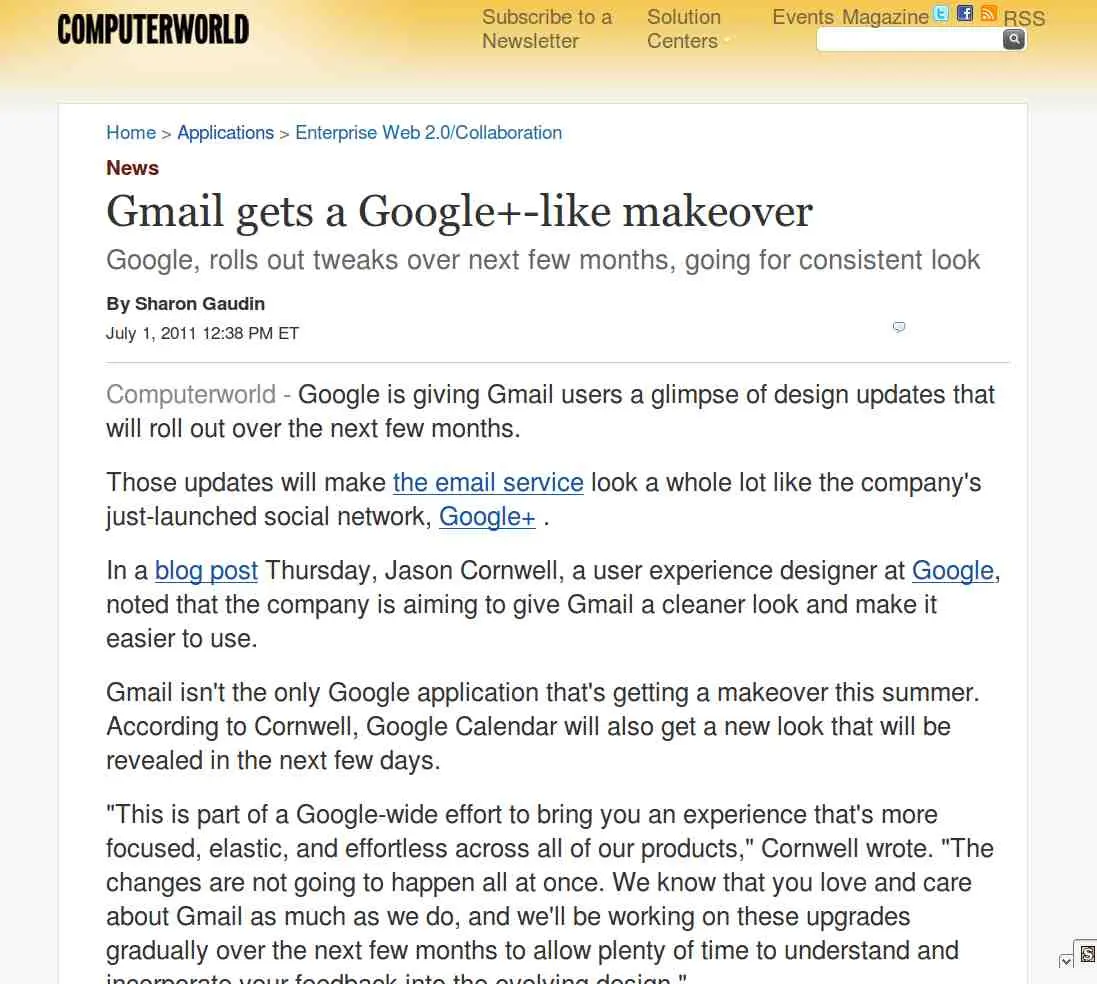 COMPUTERWORLD
Subscribe to a
Newsletter
Solution
Centers
Events Magazine
RSS
Home > Applications > Enterprise Web 2.0/Collaboration
News
Gmail gets a Google+-like makeover
Google, rolls out tweaks over next few months, going for consistent look
By Sharon Gaudin
July 1, 2011 12:38 PM ET
Computerworld - Google is giving Gmail users a glimpse of design updates that
will roll out over the next few months.
Those updates will make the email service look a whole lot like the company's
just-launched social network, Google+ .
In a blog post Thursday, Jason Cornwell, a user experience designer at Google,
noted that the company is aiming to give Gmail a cleaner look and make it
easier to use.
Gmail isn't the only Google application that's getting a makeover this summer.
According to Cornwell, Google Calendar will also get a new look that will be
revealed in the next few days.
"This is part of a Google-wide effort to bring you an experience that's more
focused, elastic, and effortless across all of our products," Cornwell wrote. "The
changes are not going to happen all at once. We know that you love and care
about Gmail as much as we do, and we'll be working on these upgrades
gradually over the next few months to allow plenty of time to understand and
incorporate your feedback into the evolving design."